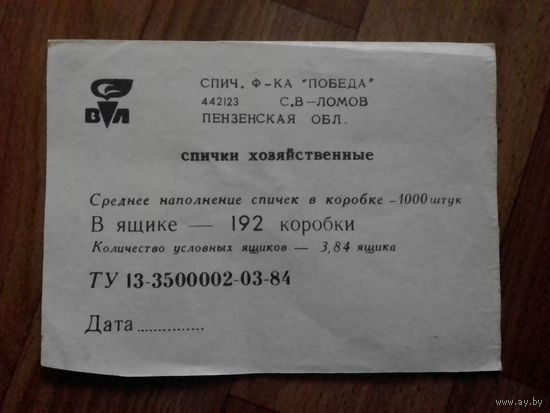 ВЛ
СПИЧ. Ф-КА "ПОБЕДА"
442123 С.В-ЛОМОВ
ПЕНЗЕНСКАЯ ОБЛ.
спички хозяйственные
Среднее наполнение спичек в коробке -1000 штук
В ящике — 192 коробки
Количество условных ящиков — 3,84 ящика
ТУ 13-3500002-03-84
Дата...............
www.ay.by